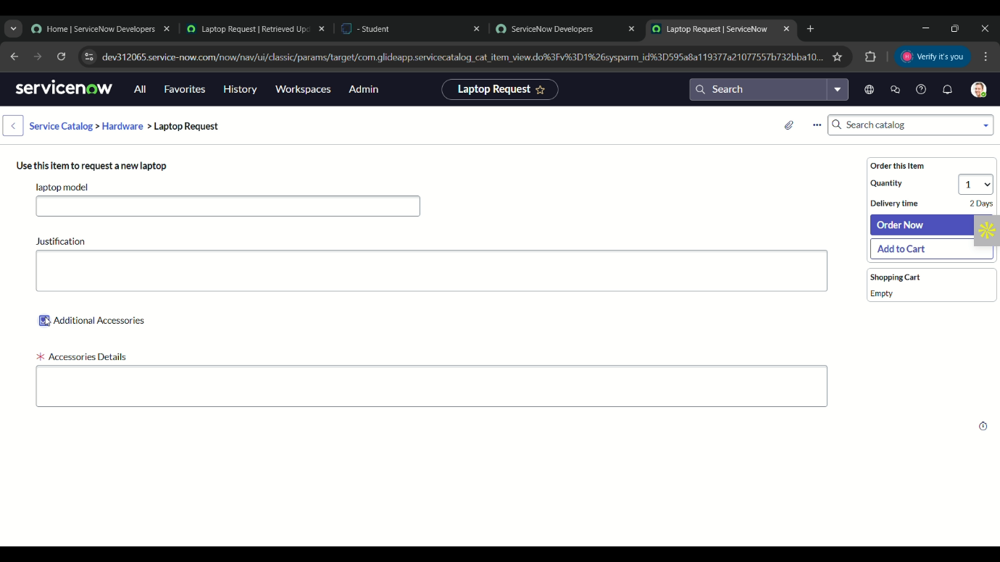 Home | ServiceNow Developers
Laptop Request | Retrieved Upd
- Student
ServiceNow Developers
Laptop Request | ServiceNow
dev312065.service-now.com/now/nav/ui/classic/params/target/com.glideapp.servicecatalog_cat_item_view.do%3Fv%3D1%26sysparm_id%3D595a8a119377a21077557b732bba10...
Verify it's you
servicenow
All
Favorites
History
Workspaces
Admin
Laptop Request
Search
Service Catalog > Hardware > Laptop Request
Search catalog
Use this item to request a new laptop
laptop model
Justification
Additional Accessories
* Accessories Details
Order this Item
Quantity 1
Delivery time 2 Days
Order Now
Add to Cart
Shopping Cart
Empty